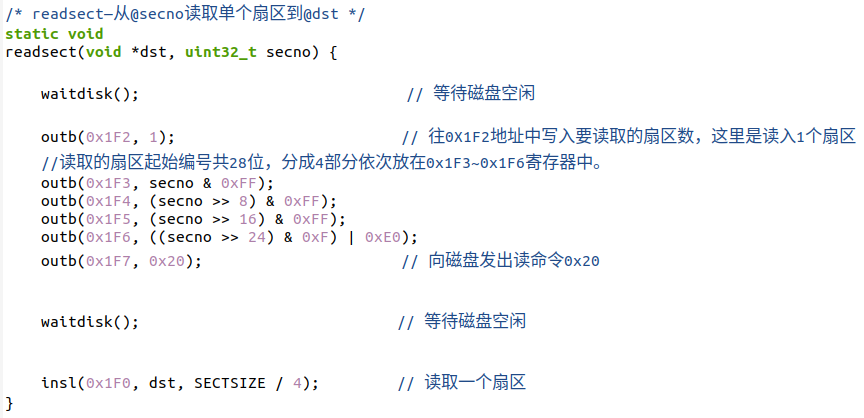 /* readsect—从@secno读取单个扇区到@dst */
static void
readsect(void *dst, uint32_t secno) {
waitdisk(); // 等待磁盘空闲
outb(0x1F2, 1); // 往0X1F2地址中写入要读取的扇区数，这里是读入1个扇区
//读取的扇区起始编号共28位，分成4部分依次放在0x1F3~0x1F6寄存器中。
outb(0x1F3, secno & 0xFF);
outb(0x1F4, (secno >> 8) & 0xFF);
outb(0x1F5, (secno >> 16) & 0xFF);
outb(0x1F6, ((secno >> 24) & 0xF) | 0xE0);
outb(0x1F7, 0x20); // 向磁盘发出读命令0x20
waitdisk(); // 等待磁盘空闲
insl(0x1F0, dst, SECTSIZE / 4); // 读取一个扇区
}